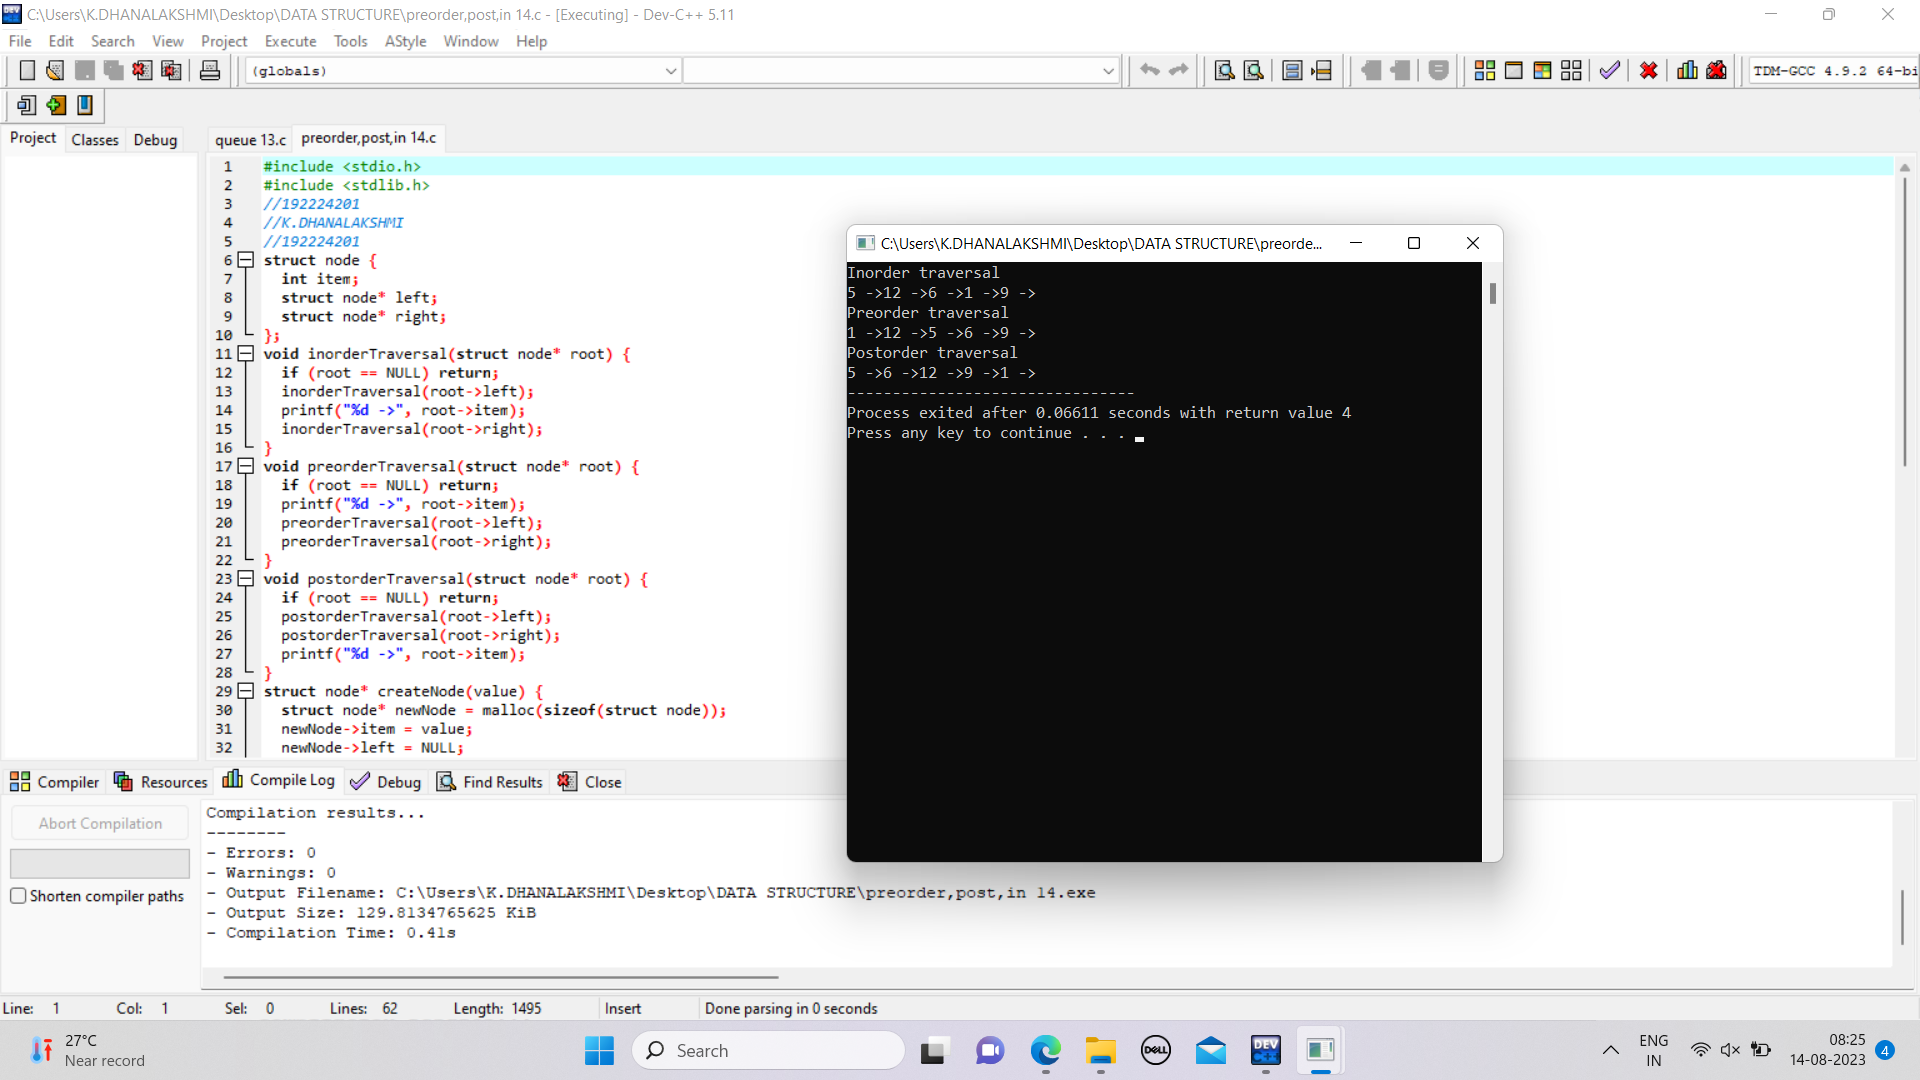 C:\Users\K.DHANALAKSHMI\Desktop\DATA STRUCTURE\preorder,post,in 14.c - [Executing] - Dev-C++ 5.11
File Edit Search View Project Execute Tools AStyle Window Help
(globals)
TDM-GCC 4.9.2 64-bi
Project Classes Debug
queue 13.c preorder,post,in 14.c
1 #include <stdio.h>
2 #include <stdlib.h>
3 //192224201
4 //K.DHANALAKSHMI
5 //192224201
6 struct node {
7 int item;
8 struct node* left;
9 struct node* right;
10 };
11 void inorderTraversal(struct node* root) {
12 if (root == NULL) return;
13 inorderTraversal(root->left);
14 printf("%d ->", root->item);
15 inorderTraversal(root->right);
16 }
17 void preorderTraversal(struct node* root) {
18 if (root == NULL) return;
19 printf("%d ->", root->item);
20 preorderTraversal(root->left);
21 preorderTraversal(root->right);
22 }
23 void postorderTraversal(struct node* root) {
24 if (root == NULL) return;
25 postorderTraversal(root->left);
26 postorderTraversal(root->right);
27 printf("%d ->", root->item);
28 }
29 struct node* createNode(value) {
30 struct node* newNode = malloc(sizeof(struct node));
31 newNode->item = value;
32 newNode->left = NULL;
C:\Users\K.DHANALAKSHMI\Desktop\DATA STRUCTURE\preorde...
Inorder traversal
5 ->12 ->6 ->1 ->9 ->
Preorder traversal
1 ->12 ->5 ->6 ->9 ->
Postorder traversal
5 ->6 ->12 ->9 ->1 ->
--------------------------------
Process exited after 0.06611 seconds with return value 4
Press any key to continue . . .
Compiler Resources Compile Log Debug Find Results Close
Abort Compilation
Shorten compiler paths
Compilation results...
--------
- Errors: 0
- Warnings: 0
- Output Filename: C:\Users\K.DHANALAKSHMI\Desktop\DATA STRUCTURE\preorder,post,in 14.exe
- Output Size: 129.8134765625 KiB
- Compilation Time: 0.41s
Line: 1 Col: 1 Sel: 0 Lines: 62 Length: 1495 Insert Done parsing in 0 seconds
27°C
Near record
Search
DELL
DEV
C++
ENG
IN
08:25
14-08-2023
4